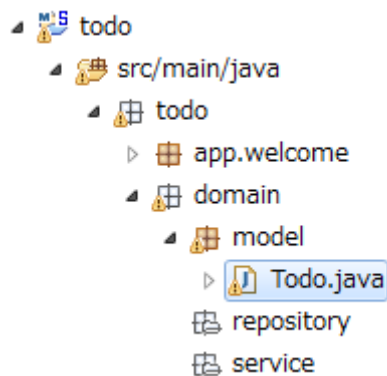 todo
src/main/java
todo
app.welcome
domain
model
Todo.java
repository
service